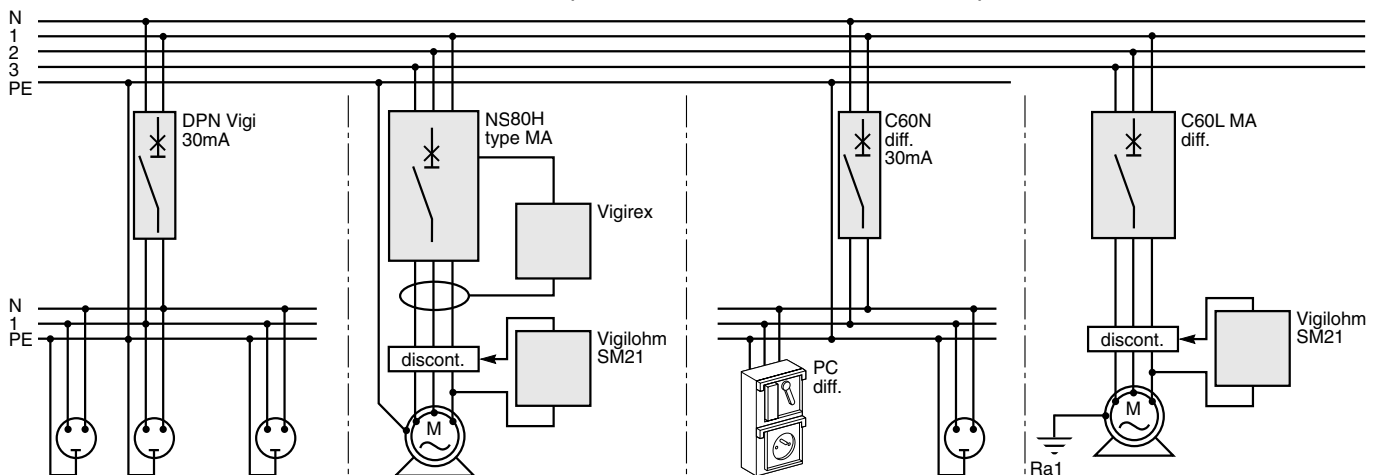 N
1
2
3
PE
DPN Vigi
30mA
NS80H
type MA
Vigirex
Vigilohm
SM21
discont.
M
N
1
PE
C60N
diff.
30mA
PC
diff.
C60L MA
diff.
Vigilohm
SM21
discont.
M
Ra1